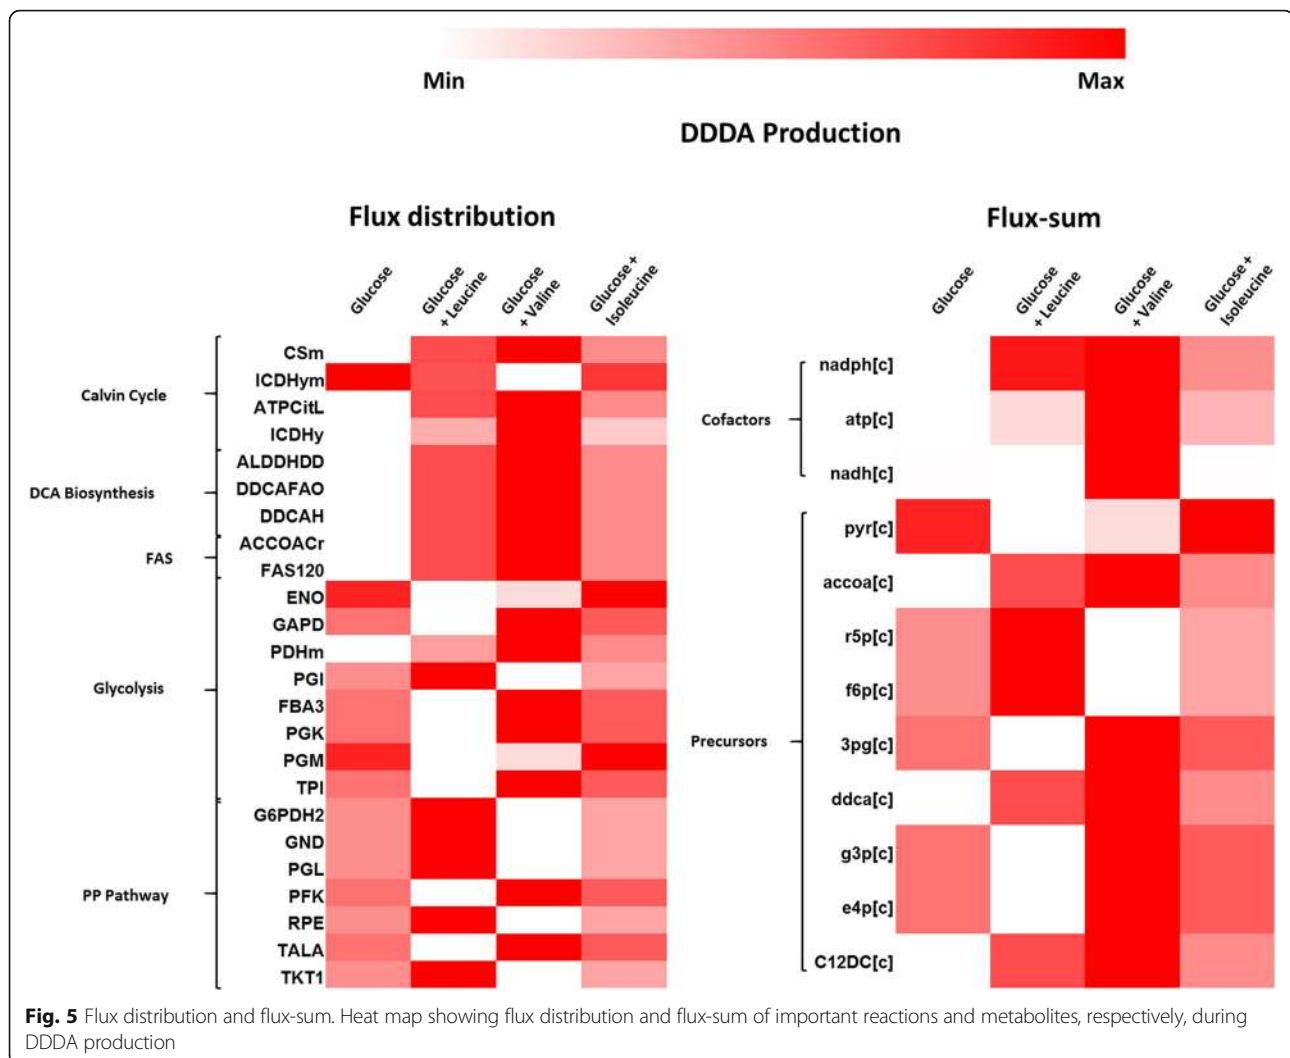 Min
Max
DDDA Production
Flux distribution
Glucose
Glucose
+ Leucine
Glucose
+ Valine
Glucose +
Isoleucine
Calvin Cycle
CSm
ICDHym
ATPCitL
ICDHy
DCA Biosynthesis
ALDDHDD
DDCAFAO
DDCAH
FAS
ACCOACr
FAS120
Glycolysis
ENO
GAPD
PDHm
PGI
FBA3
PGK
PGM
TPI
PP Pathway
G6PDH2
GND
PGL
PFK
RPE
TALA
TKT1
Flux-sum
Glucose
Glucose
+ Leucine
Glucose
+ Valine
Glucose +
Isoleucine
Cofactors
nadph[c]
atp[c]
nadh[c]
Precursors
pyr[c]
accoa[c]
r5p[c]
f6p[c]
3pg[c]
ddca[c]
g3p[c]
e4p[c]
C12DC[c]
Fig. 5 Flux distribution and flux-sum. Heat map showing flux distribution and flux-sum of important reactions and metabolites, respectively, during
DDDA production